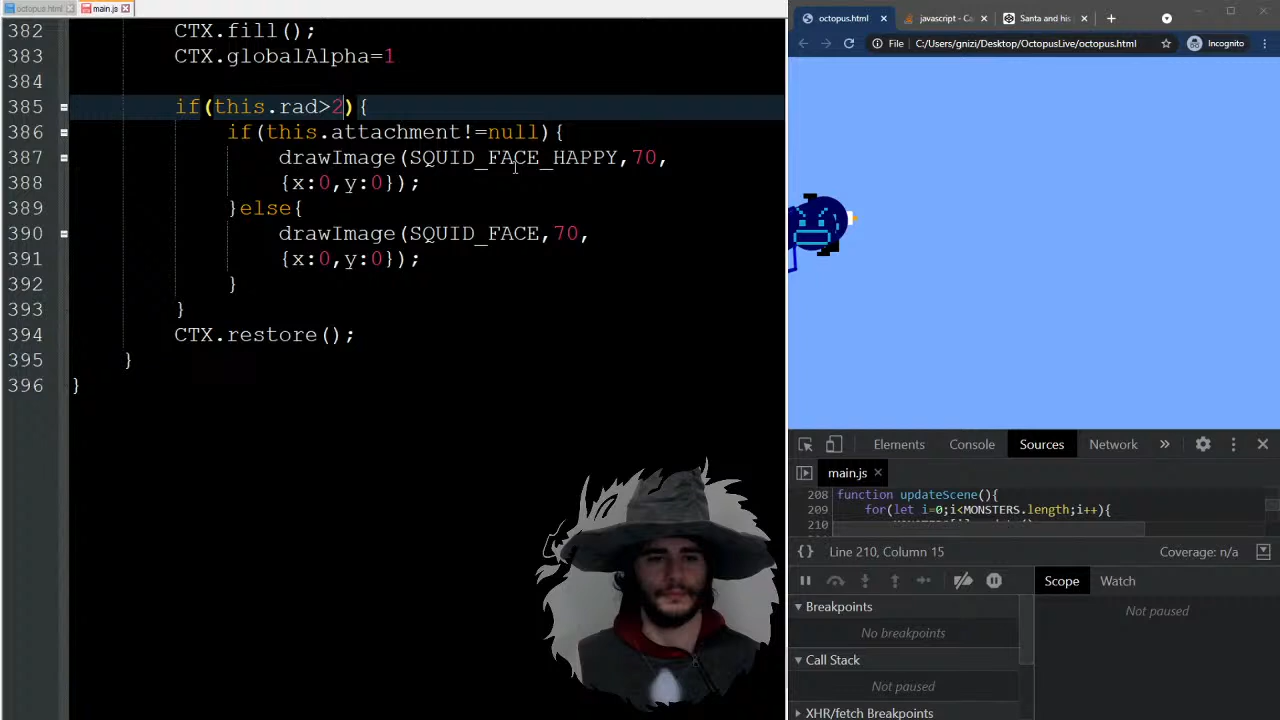 octopus.html
main.js
382 CTX.fill();
383 CTX.globalAlpha=1
384
385 if(this.rad>2){
386 if(this.attachment!=null){
387 drawImage(SQUID_FACE_HAPPY,70,
388 {x:0,y:0});
389 }else{
390 drawImage(SQUID_FACE,70,
391 {x:0,y:0});
392 }
393 }
394 CTX.restore();
395 }
396 }
octopus.html
javascript - Ca
Santa and his
File C:/Users/gnizi/Desktop/OctopusLive/octopus.html
Incognito
Elements Console Sources Network
main.js
208 function updateScene(){
209 for(let i=0;i<MONSTERS.length;i++){
210
{} Line 210, Column 15
Coverage: n/a
Scope Watch
Breakpoints
No breakpoints
Not paused
Call Stack
Not paused
XHR/fetch Breakpoints